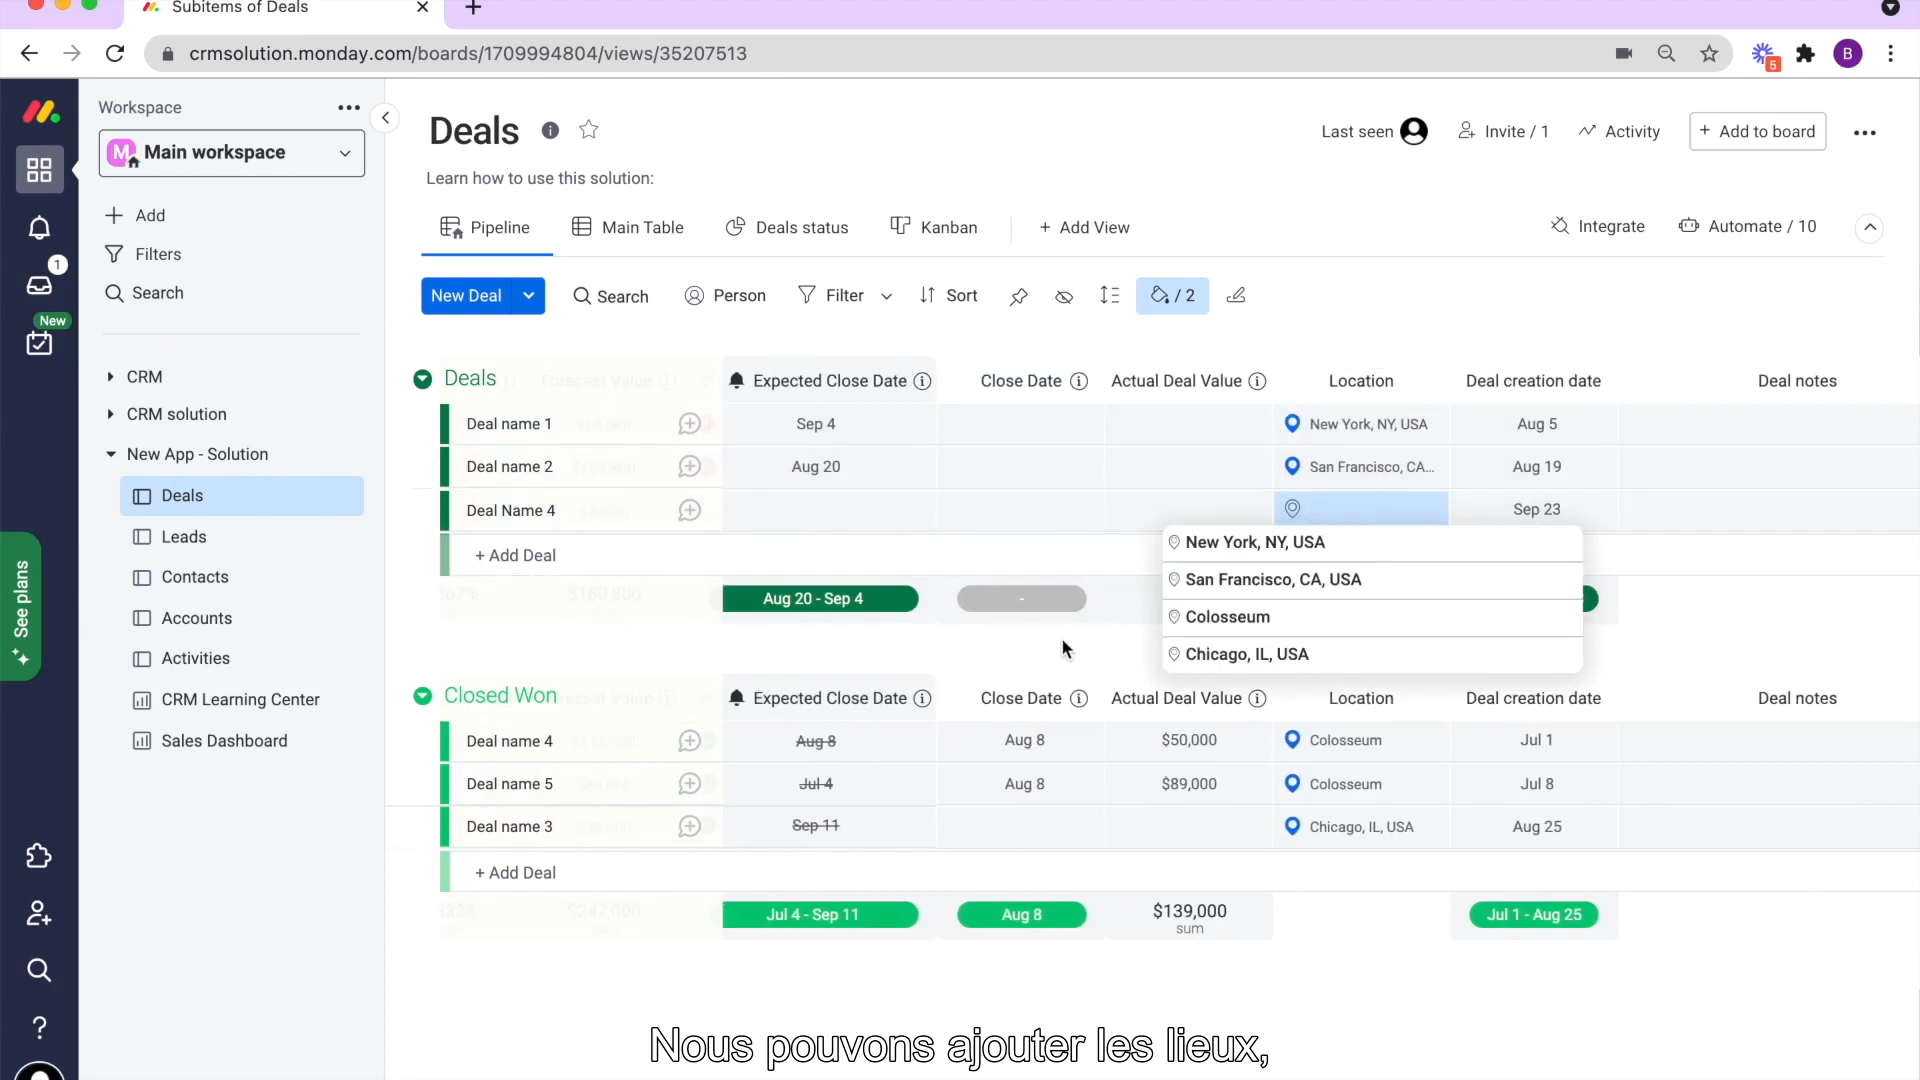 Subitems of Deals
crmsolution.monday.com/boards/1709994804/views/35207513
5
B
Workspace
M Main workspace
Add
Filters
Search
1
New
See plans
CRM
CRM solution
New App - Solution
Deals
Leads
Contacts
Accounts
Activities
CRM Learning Center
Sales Dashboard
Deals
Last seen
Invite / 1
Activity
+ Add to board
Learn how to use this solution:
Pipeline
Main Table
Deals status
Kanban
+ Add View
Integrate
Automate / 10
New Deal
Search
Person
Filter
Sort
/ 2
Deals Expected Close Date Close Date Actual Deal Value Location Deal creation date Deal notes
Deal name 1 Sep 4 New York, NY, USA Aug 5
Deal name 2 Aug 20 San Francisco, CA... Aug 19
Deal Name 4 Sep 23
+ Add Deal
New York, NY, USA
San Francisco, CA, USA
Colosseum
Chicago, IL, USA
$180,800 Aug 20 - Sep 4 -
Closed Won Expected Close Date Close Date Actual Deal Value Location Deal creation date Deal notes
Deal name 4 Aug 8 Aug 8 $50,000 Colosseum Jul 1
Deal name 5 Jul 4 Aug 8 $89,000 Colosseum Jul 8
Deal name 3 Sep 11 Chicago, IL, USA Aug 25
+ Add Deal
$247,000 Jul 4 - Sep 11 Aug 8 $139,000 Jul 1 - Aug 25
sum
Nous pouvons ajouter les lieux,